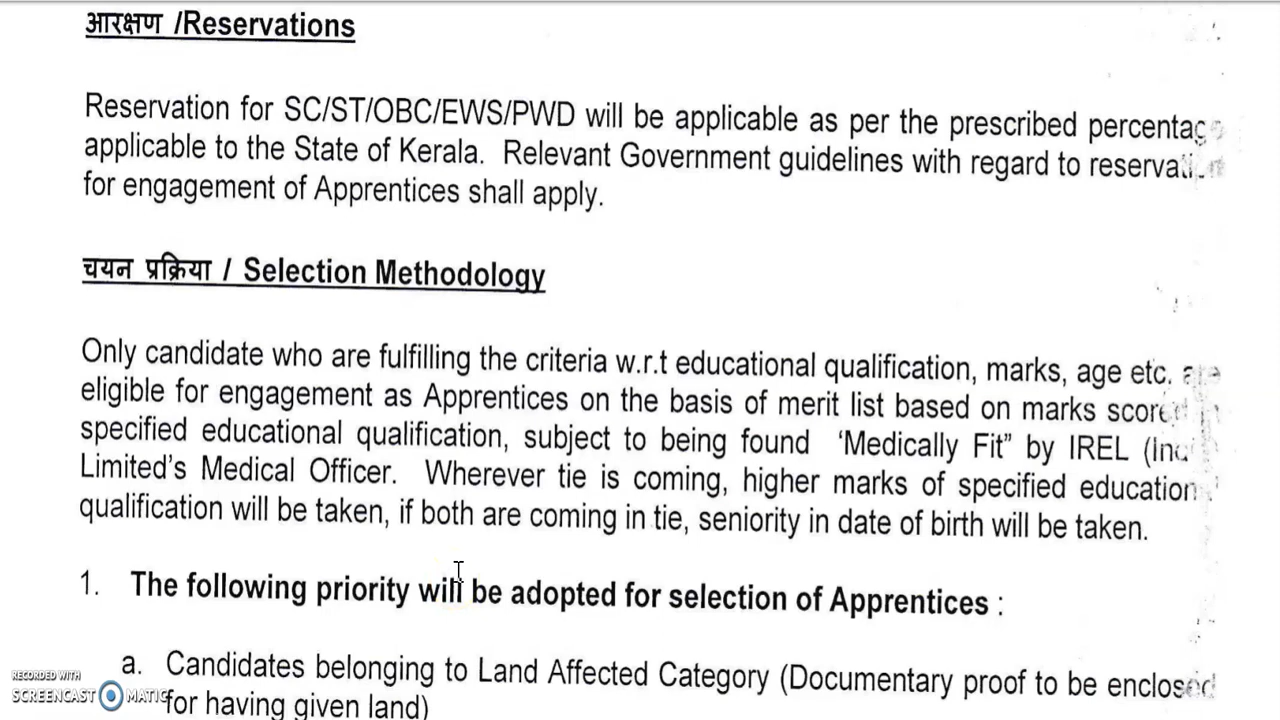 आरक्षण /Reservations
Reservation for SC/ST/OBC/EWS/PWD will be applicable as per the prescribed
applicable to the State of Kerala. Relevant Government guidelines with regard to
for engagement of Apprentices shall apply.
चयन प्रक्रिया / Selection Methodology
Only candidate who are fulfilling the criteria w.r.t educational qualification, marks, age etc. are
eligible for engagement as Apprentices on the basis of merit list based on marks
specified educational qualification, subject to being found 'Medically Fit" by IREL
Limited's Medical Officer. Wherever tie is coming, higher marks of specified education
qualification will be taken, if both are coming in tie, seniority in date of birth will be taken.
1. The following priority will be adopted for selection of Apprentices :
a. Candidates belonging to Land Affected Category (Documentary proof to be enclosed
for having given land)
RECORDED WITH
SCREENCAST MATIC